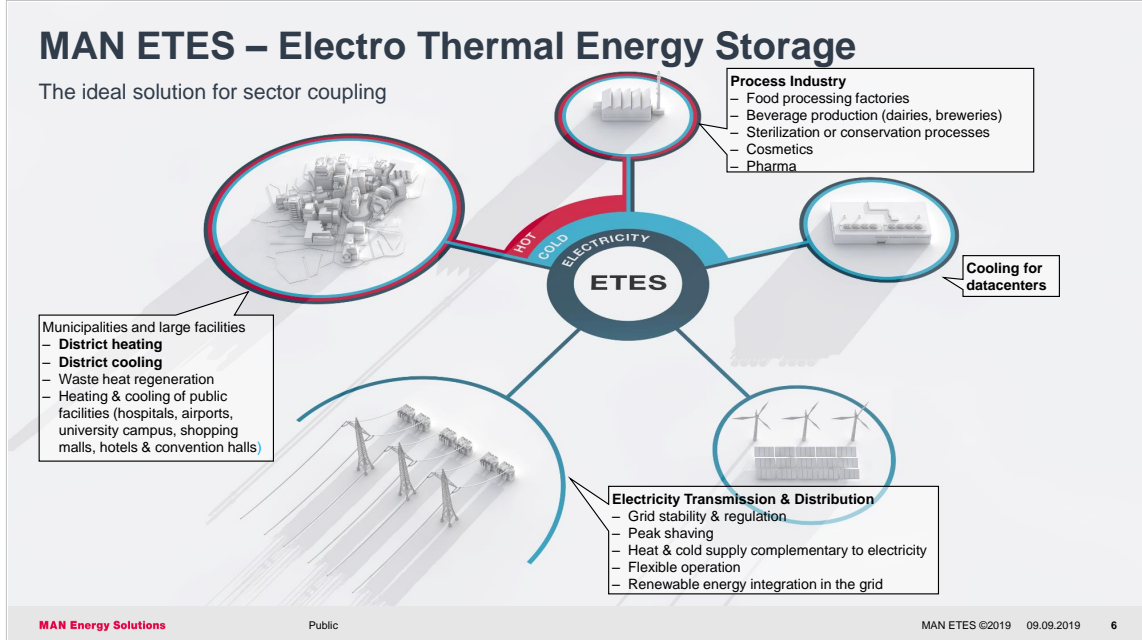 MAN ETES – Electro Thermal Energy Storage
The ideal solution for sector coupling
Process Industry
– Food processing factories
– Beverage production (dairies, breweries)
– Sterilization or conservation processes
– Cosmetics
– Pharma
HOT
COLD
ELECTRICITY
ETES
Cooling for
datacenters
Municipalities and large facilities
– District heating
– District cooling
– Waste heat regeneration
– Heating & cooling of public
facilities (hospitals, airports,
university campus, shopping
malls, hotels & convention halls)
Electricity Transmission & Distribution
– Grid stability & regulation
– Peak shaving
– Heat & cold supply complementary to electricity
– Flexible operation
– Renewable energy integration in the grid
MAN Energy Solutions Public MAN ETES ©2019 09.09.2019 6